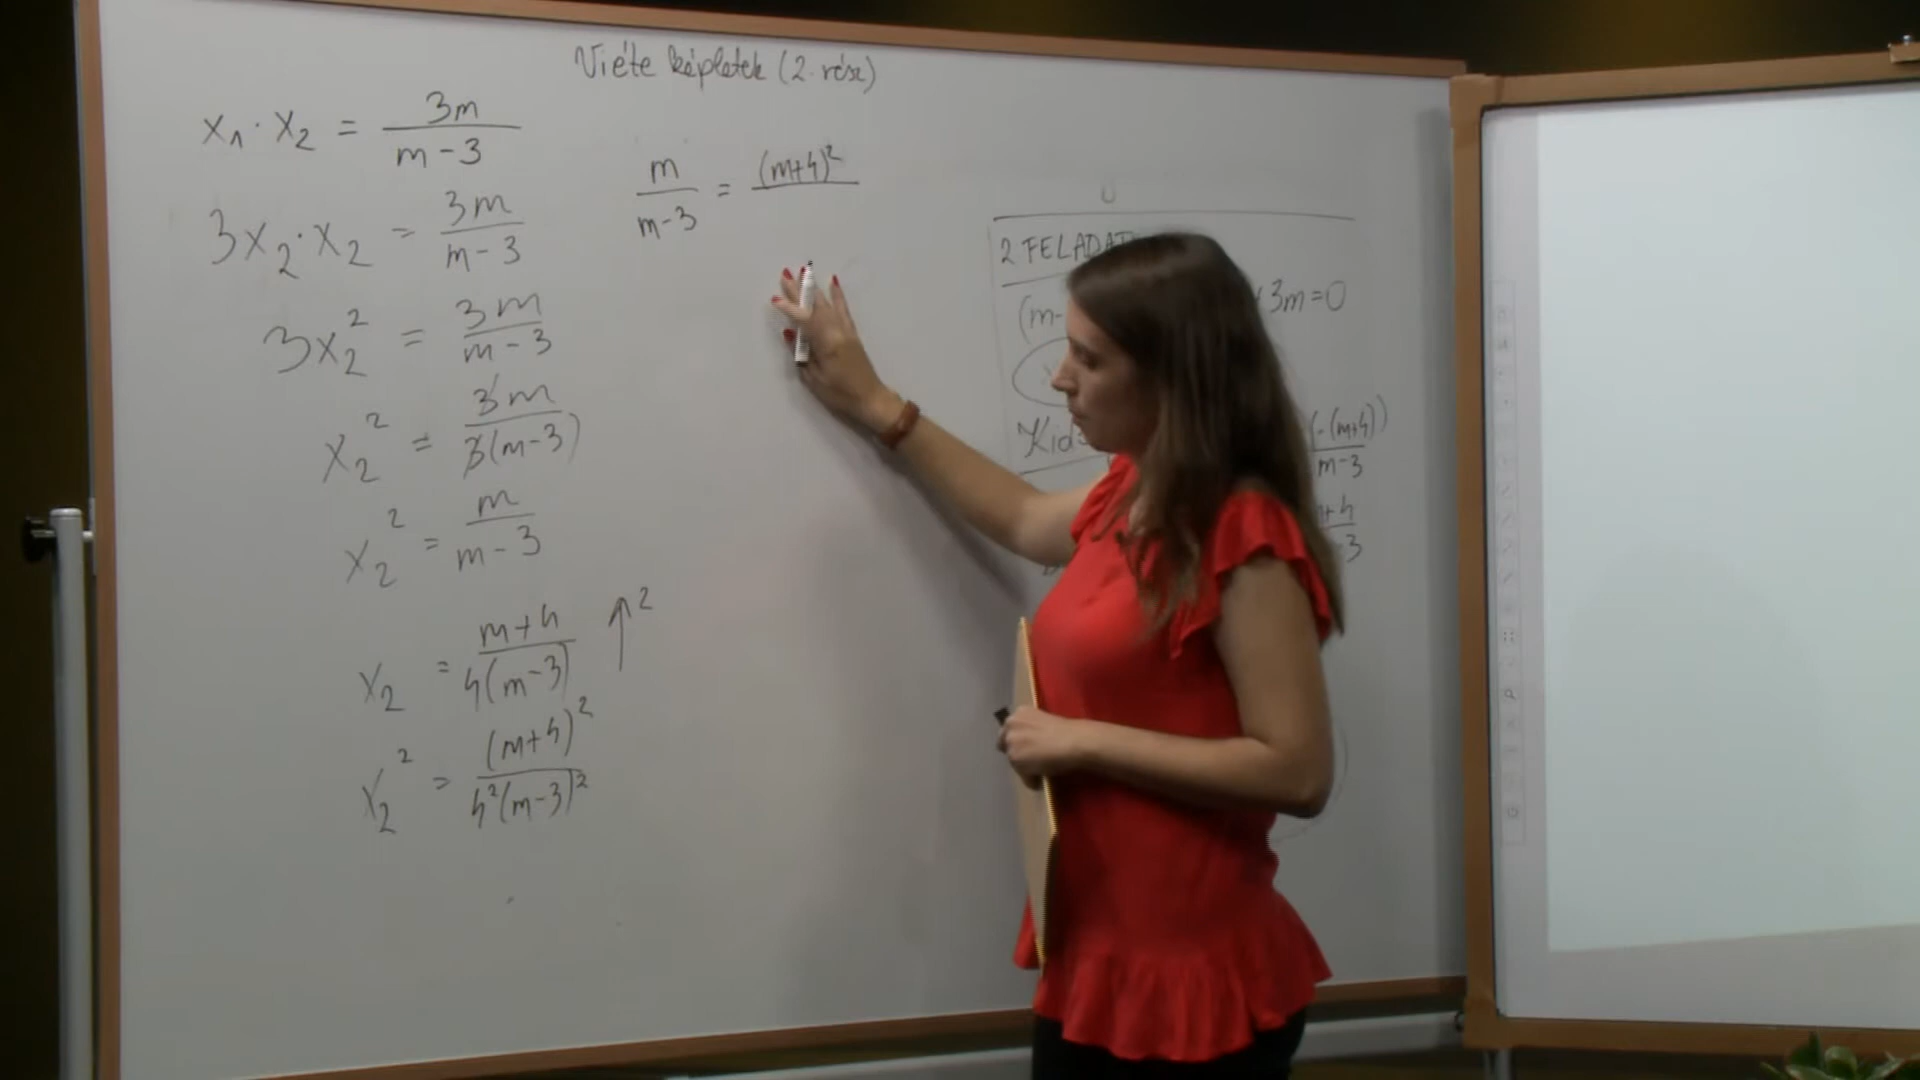 Viéte képletek (2. rész)
x₁ · x₂ = 3m / (m-3)
3x₂ · x₂ = 3m / (m-3)
3x₂² = 3m / (m-3)
x₂² = 3m / 3(m-3)
x₂² = m / (m-3)
x₂ = (m+4) / 4(m-3) ↑²
x₂² = (m+4)² / 4²(m-3)²
m / (m-3) = (m+4)²
2 FELADAT
(m-
3m=0
(-(m+4)) / (m-3)